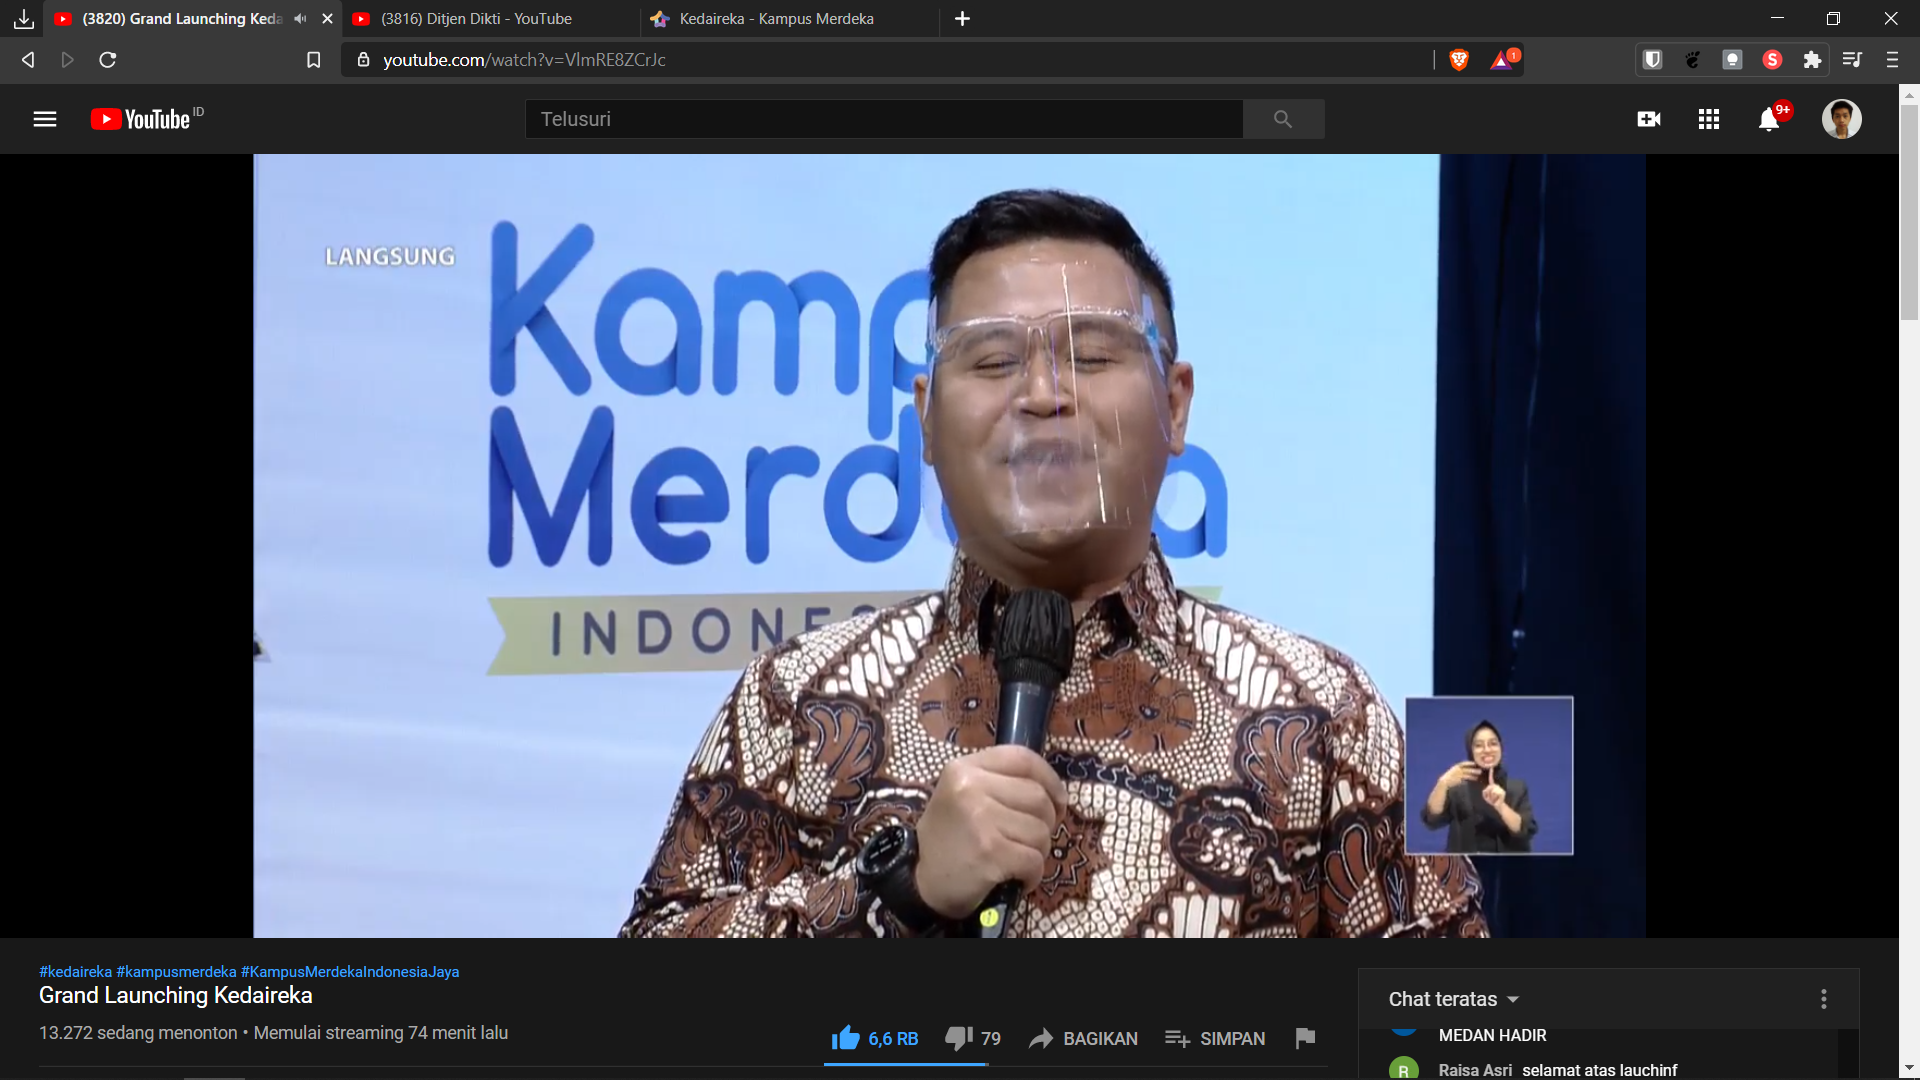 (3820) Grand Launching Keda
(3816) Ditjen Dikti - YouTube
Kedaireka - Kampus Merdeka
youtube.com/watch?v=VlmRE8ZCrJc
1
S
YouTube ID
Telusuri
9+
LANGSUNG
Kamp
Merd a
INDONES
#kedaireka #kampusmerdeka #KampusMerdekaIndonesiaJaya
Grand Launching Kedaireka
13.272 sedang menonton • Memulai streaming 74 menit lalu
6,6 RB
79
BAGIKAN
SIMPAN
Chat teratas
MEDAN HADIR
R
Raisa Asri selamat atas lauchinf